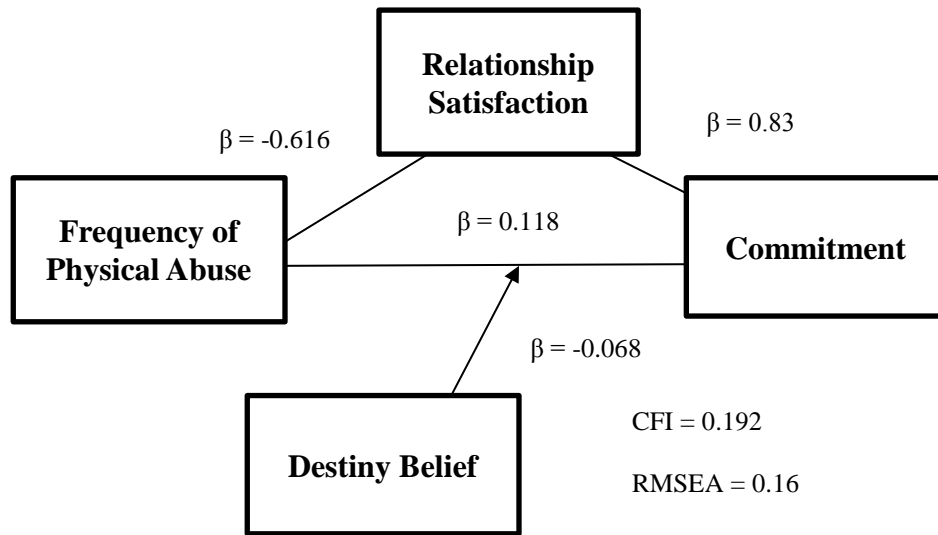 Relationship
Satisfaction
β = -0.616
β = 0.83
Frequency of
Physical Abuse
β = 0.118
Commitment
β = -0.068
Destiny Belief
CFI = 0.192
RMSEA = 0.16